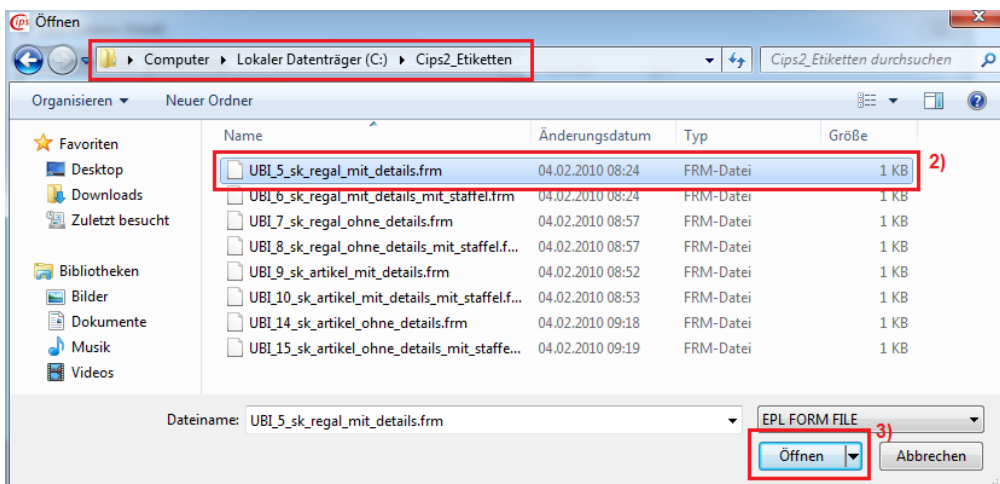 Cips Öffnen
Computer Lokaler Datenträger (C:) Cips2_Etiketten Cips2_Etiketten durchsuchen
Organisieren Neuer Ordner
Name Änderungsdatum Typ Größe
Favoriten
Desktop
Downloads
Zuletzt besucht
Bibliotheken
Bilder
Dokumente
Musik
Videos
UBI_5_sk_regal_mit_details.frm 04.02.2010 08:24 FRM-Datei 1 KB 2)
UBI_6_sk_regal_mit_details_mit_staffel.frm 04.02.2010 08:24 FRM-Datei 1 KB
UBI_7_sk_regal_ohne_details.frm 04.02.2010 08:57 FRM-Datei 1 KB
UBI_8_sk_regal_ohne_details_mit_staffel.f... 04.02.2010 08:57 FRM-Datei 1 KB
UBI_9_sk_artikel_mit_details.frm 04.02.2010 08:52 FRM-Datei 1 KB
UBI_10_sk_artikel_mit_details_mit_staffel.f... 04.02.2010 08:53 FRM-Datei 1 KB
UBI_14_sk_artikel_ohne_details.frm 04.02.2010 09:18 FRM-Datei 1 KB
UBI_15_sk_artikel_ohne_details_mit_staffe... 04.02.2010 09:19 FRM-Datei 1 KB
Dateiname: UBI_5_sk_regal_mit_details.frm EPL FORM FILE
3)
Öffnen Abbrechen